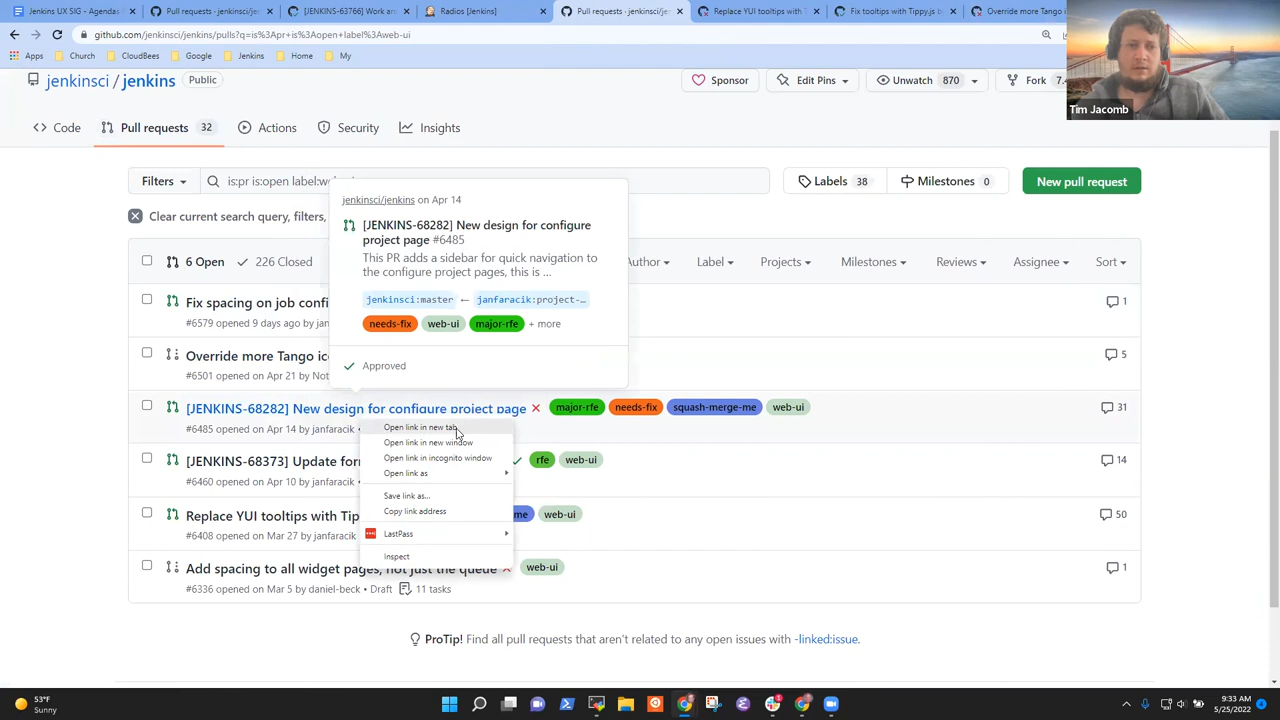 Jenkins UX SIG - Agendas
Pull requests · jenkinsci/je
[JENKINS-63766] Work ar
Radios [Jenkins]
Pull requests · jenkinsci/je
Replace YUI tooltips with T
Fix tooltips with Tippy.js b
Override more Tango i
github.com/jenkinsci/jenkins/pulls?q=is%3Apr+is%3Aopen+label%3Aweb-ui
Apps Church CloudBees Google Jenkins Home My
Tim Jacomb
jenkinsci / jenkins Public
Sponsor Edit Pins Unwatch 870 Fork 7.4
Code Pull requests 32 Actions Security Insights
Filters is:pr is:open label:we
Labels 38 Milestones 0 New pull request
Clear current search query, filters,
jenkinsci/jenkins on Apr 14
[JENKINS-68282] New design for configure
project page #6485
This PR adds a sidebar for quick navigation to
the configure project pages, this is ...
jenkinsci:master ← janfaracik:project-…
needs-fix web-ui major-rfe + more
Approved
6 Open 226 Closed Author Label Projects Milestones Reviews Assignee Sort
Fix spacing on job confi 1
#6579 opened 9 days ago by jan
Override more Tango ic 5
#6501 opened on Apr 21 by Not
[JENKINS-68282] New design for configure project page major-rfe needs-fix squash-merge-me web-ui 31
#6485 opened on Apr 14 by janfaracik
Open link in new tab
Open link in new window
Open link in incognito window
Open link as
Save link as...
Copy link address
LastPass
Inspect
[JENKINS-68373] Update for rfe web-ui 14
#6460 opened on Apr 10 by janfaracik
Replace YUI tooltips with Tip me web-ui 50
#6408 opened on Mar 27 by janfaracik
Add spacing to all widget pages, not just the queue web-ui 1
#6336 opened on Mar 5 by daniel-beck • Draft 11 tasks
ProTip! Find all pull requests that aren't related to any open issues with -linked:issue.
53°F
Sunny
9:33 AM
5/25/2022
4